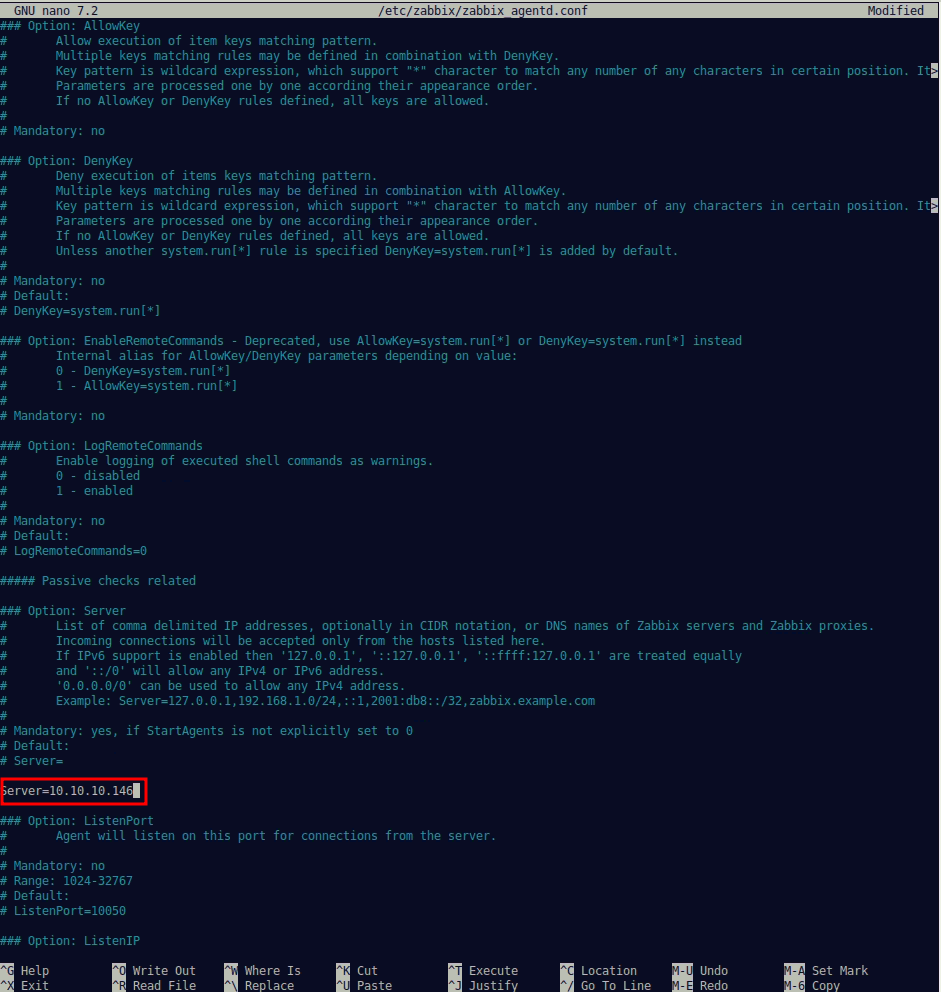 GNU nano 7.2 /etc/zabbix/zabbix_agentd.conf Modified
### Option: AllowKey
# Allow execution of item keys matching pattern.
# Multiple keys matching rules may be defined in combination with DenyKey.
# Key pattern is wildcard expression, which support "*" character to match any number of any characters in certain position. It>
# Parameters are processed one by one according their appearance order.
# If no AllowKey or DenyKey rules defined, all keys are allowed.
#
# Mandatory: no
### Option: DenyKey
# Deny execution of items keys matching pattern.
# Multiple keys matching rules may be defined in combination with AllowKey.
# Key pattern is wildcard expression, which support "*" character to match any number of any characters in certain position. It>
# Parameters are processed one by one according their appearance order.
# If no AllowKey or DenyKey rules defined, all keys are allowed.
# Unless another system.run[*] rule is specified DenyKey=system.run[*] is added by default.
#
# Mandatory: no
# Default:
# DenyKey=system.run[*]
### Option: EnableRemoteCommands - Deprecated, use AllowKey=system.run[*] or DenyKey=system.run[*] instead
# Internal alias for AllowKey/DenyKey parameters depending on value:
# 0 - DenyKey=system.run[*]
# 1 - AllowKey=system.run[*]
#
# Mandatory: no
### Option: LogRemoteCommands
# Enable logging of executed shell commands as warnings.
# 0 - disabled
# 1 - enabled
#
# Mandatory: no
# Default:
# LogRemoteCommands=0
##### Passive checks related
### Option: Server
# List of comma delimited IP addresses, optionally in CIDR notation, or DNS names of Zabbix servers and Zabbix proxies.
# Incoming connections will be accepted only from the hosts listed here.
# If IPv6 support is enabled then '127.0.0.1', '::127.0.0.1', '::ffff:127.0.0.1' are treated equally
# and '::/0' will allow any IPv4 or IPv6 address.
# '0.0.0.0/0' can be used to allow any IPv4 address.
# Example: Server=127.0.0.1,192.168.1.0/24,::1,2001:db8::/32,zabbix.example.com
#
# Mandatory: yes, if StartAgents is not explicitly set to 0
# Default:
# Server=
Server=10.10.10.146
### Option: ListenPort
# Agent will listen on this port for connections from the server.
#
# Mandatory: no
# Range: 1024-32767
# Default:
# ListenPort=10050
### Option: ListenIP
^G Help ^O Write Out ^W Where Is ^K Cut ^T Execute ^C Location M-U Undo M-A Set Mark
^X Exit ^R Read File ^\ Replace ^U Paste ^J Justify ^/ Go To Line M-E Redo M-6 Copy